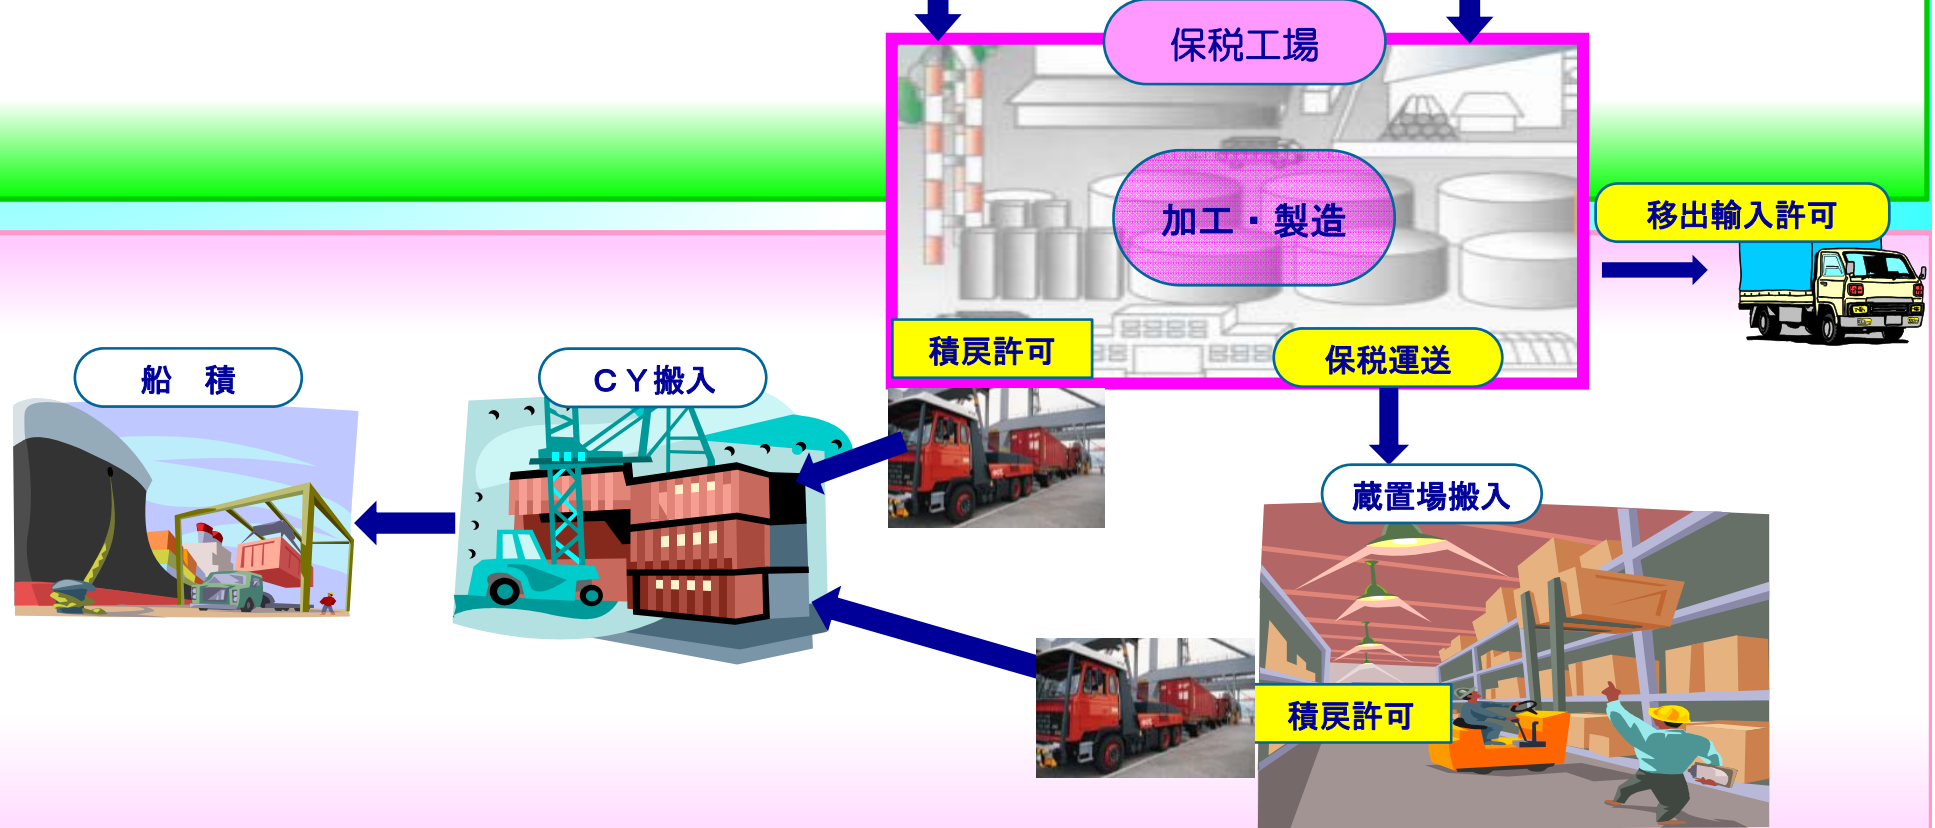 保税工場
加工・製造
移出輸入許可
積戻許可
保税運送
船　積
ＣＹ搬入
蔵置場搬入
積戻許可